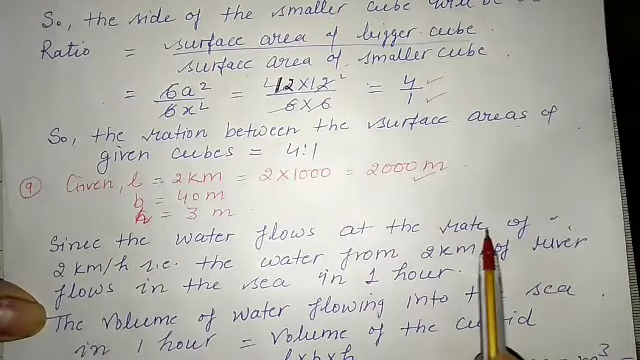 So, the side of the smaller cube will be
Ratio = surface area of bigger cube
surface area of smaller cube
= 6a² / 6x² = 12×12 / 6×6 = 4/1
So, the ration between the surface areas of
given cubes = 4:1
9 Given, l = 2km = 2×1000 = 2000 m
b = 40 m
h = 3 m
Since the water flows at the rate of
2 km/h i.e. the water from 2km of river
flows in the sea in 1 hour.
The volume of water flowing into the sea
in 1 hour = volume of the cuboid
l×b×h
m³